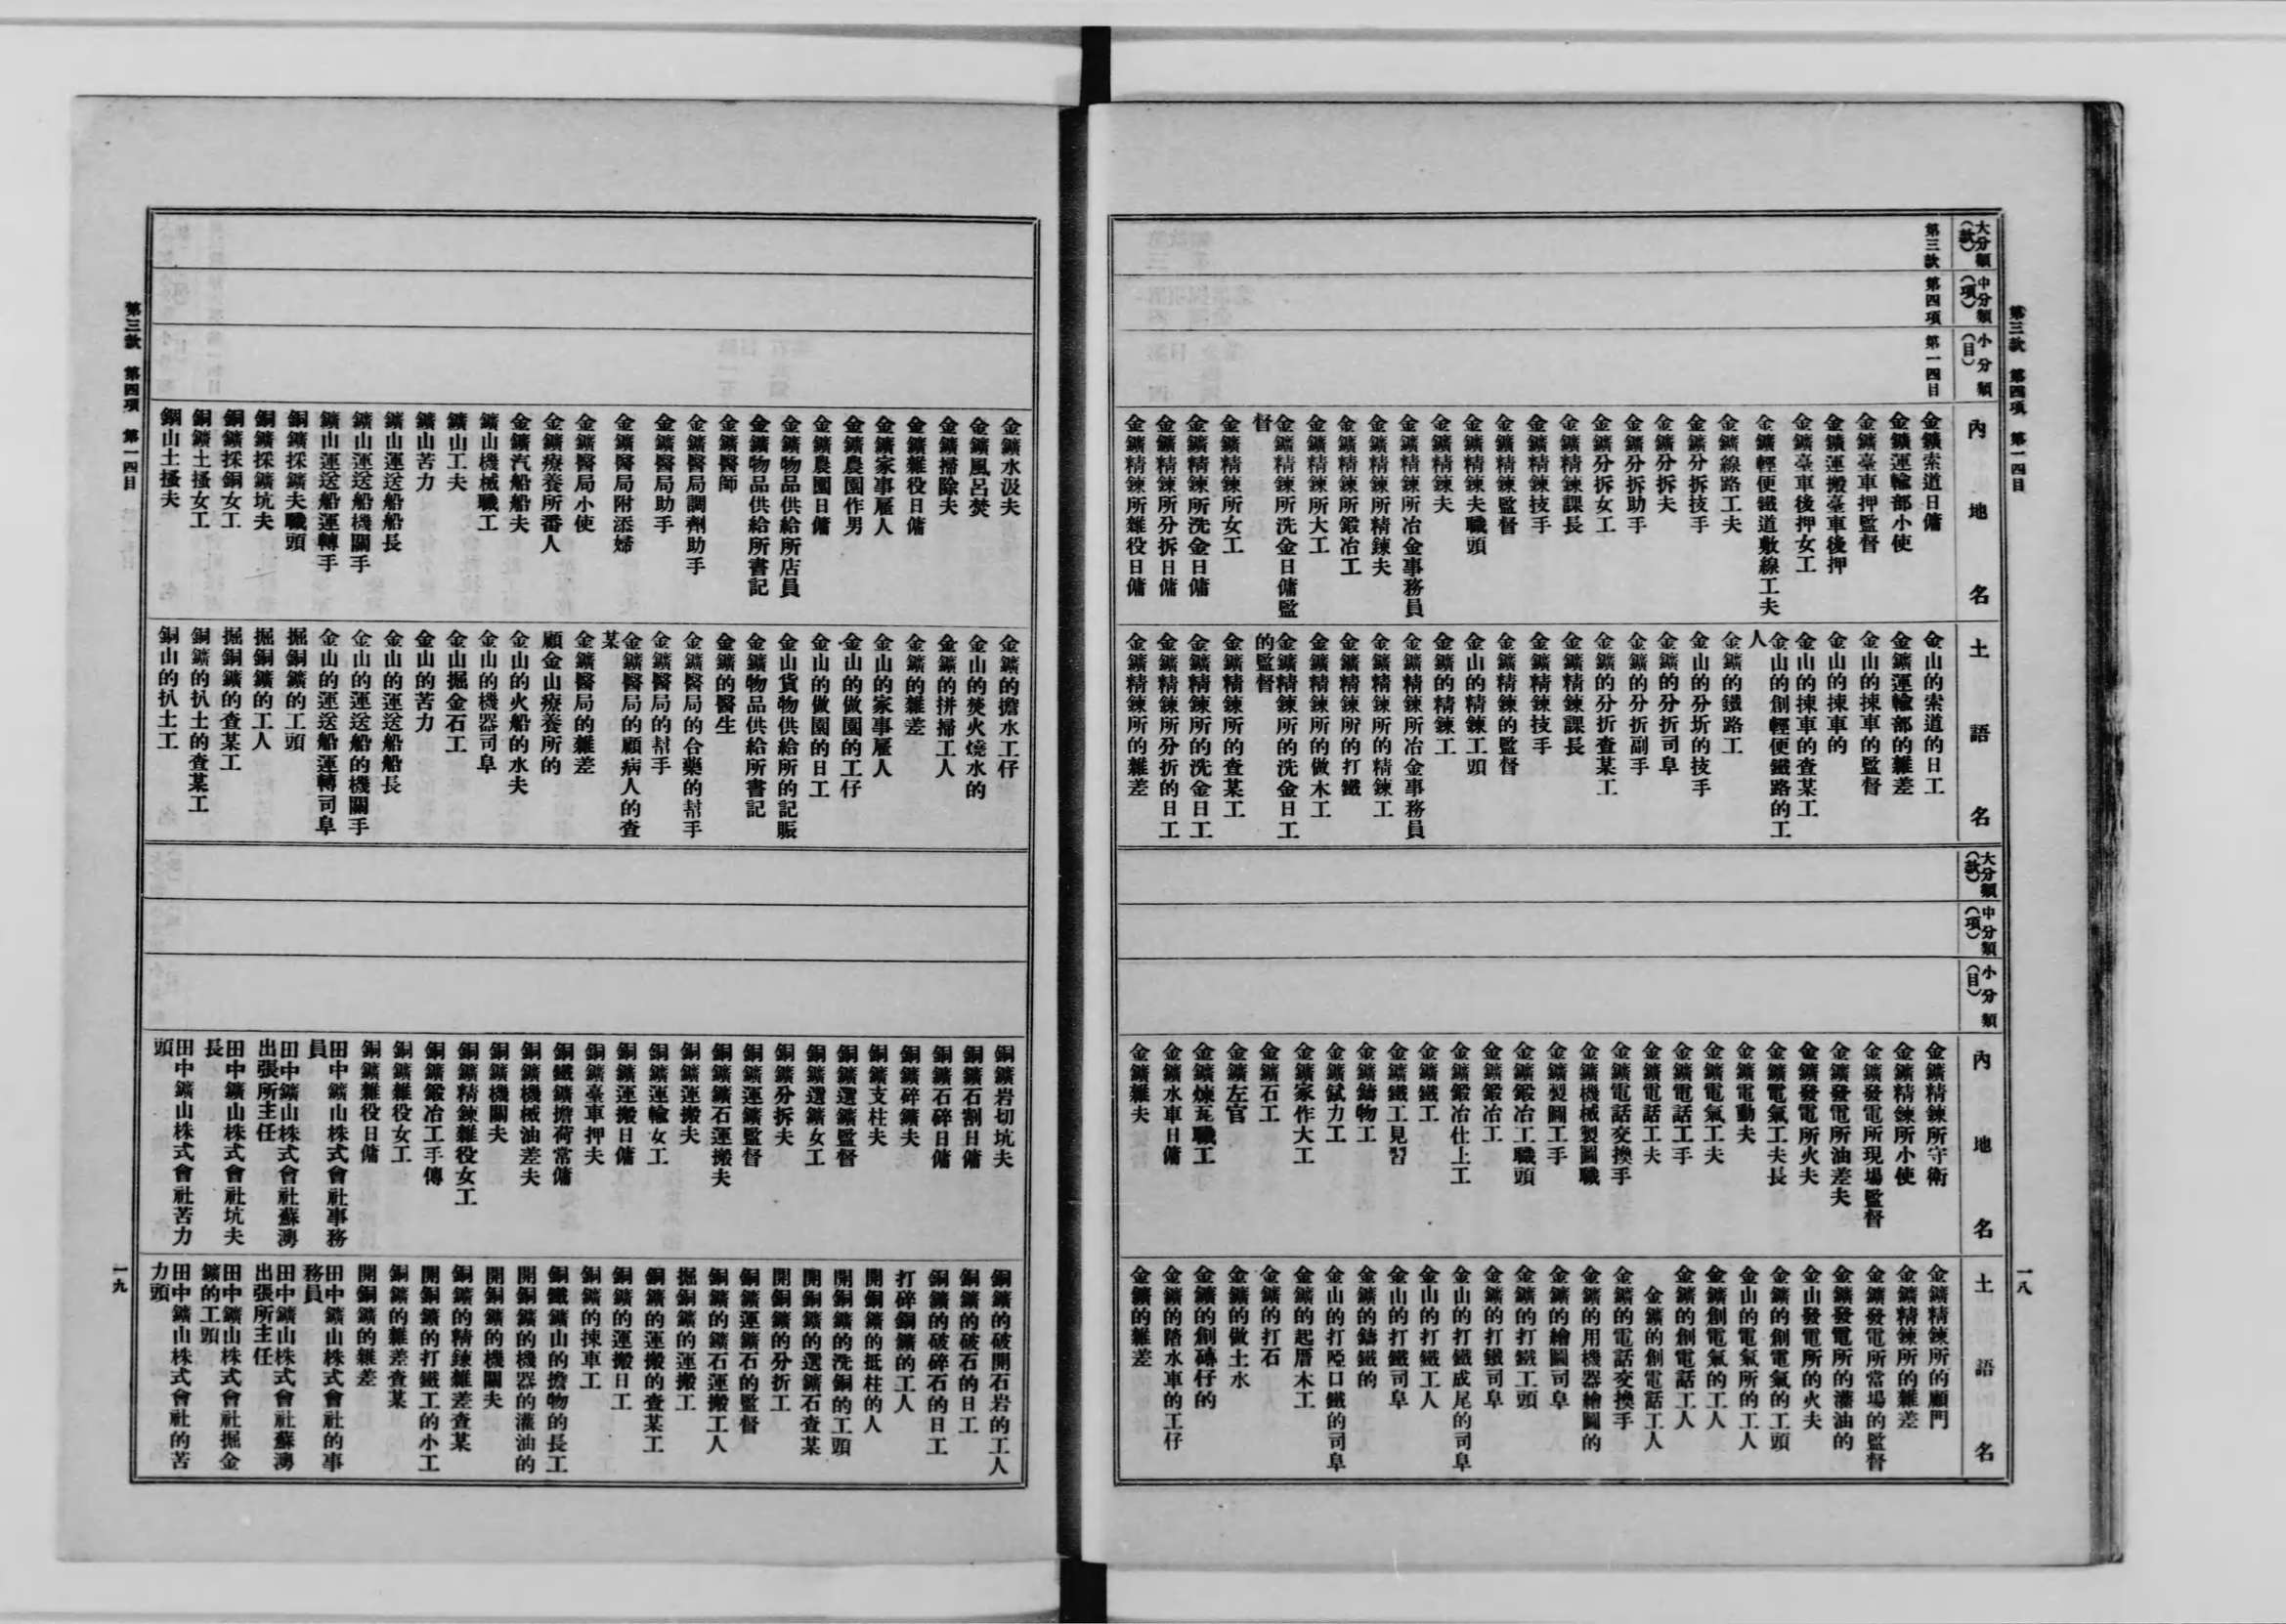 第三款 第四項 第一四目
一八
大分類(款)
中分類(項)
小分類(目)
內地名
土語名
第三款
第四項
第一四目
金鑛索道日傭
金鑛運輸部小使
金鑛臺車押監督
金鑛運搬臺車後押
金鑛臺車後押女工
金鑛輕便鐵道敷線工夫
金鑛線路工夫
金鑛分拆技手
金鑛分拆夫
金鑛分拆助手
金鑛分拆女工
金鑛精鍊課長
金鑛精鍊技手
金鑛精鍊監督
金鑛精鍊夫職頭
金鑛精鍊夫
金鑛精鍊所冶金事務員
金鑛精鍊所精鍊夫
金鑛精鍊所鍛冶工
金鑛精鍊所大工
金鑛精鍊所洗金日傭監
督
金鑛精鍊所女工
金鑛精鍊所洗金日傭
金鑛精鍊所分拆日傭
金鑛精鍊所雜役日傭
金山的索道的日工
金鑛運輸部的雜差
金山的揀車的監督
金山的揀車的
金山的揀車的查某工
金山的創輕便鐵路的工
人
金鑛的鐵路工
金山的分圻的技手
金鑛的分折司阜
金鑛的分折副手
金鑛的分折查某工
金鑛精鍊課長
金鑛精鍊技手
金鑛精鍊的監督
金山的精鍊工頭
金鑛的精鍊工
金鑛精鍊所冶金事務員
金鑛精鍊所的精鍊工
金鑛精鍊所的打鐵
金鑛精鍊所的做木工
金鑛精鍊所的洗金日工
的監督
金鑛精鍊所的查某工
金鑛精鍊所的洗金日工
金鑛精鍊所分折的日工
金鑛精鍊所的雜差
大分類(款)
中分類(項)
小分類(目)
內地名
土語名
金鑛精鍊所守衛
金鑛精鍊所小使
金鑛發電所現場監督
金鑛發電所油差夫
金鑛發電所火夫
金鑛電氣工夫長
金鑛電動夫
金鑛電氣工夫
金鑛電話工手
金鑛電話工夫
金鑛電話交換手
金鑛機械製圖職
金鑛製圖工手
金鑛鍛冶工職頭
金鑛鍛冶工
金鑛鍛冶仕上工
金鑛鐵工
金鑛鐵工見習
金鑛鑄物工
金鑛錻力工
金鑛家作大工
金鑛石工
金鑛左官
金鑛煉瓦職工
金鑛水車日傭
金鑛雜夫
金鑛精鍊所的顧門
金鑛精鍊所的雜差
金鑛發電所常場的監督
金鑛發電所的灌油的
金山發電所的火夫
金鑛的創電氣的工頭
金山的電氣所的工人
金鑛創電氣的工人
金鑛的創電話工人
金鑛的創電話工人
金鑛的電話交換手
金鑛的用機器繪圖的
金鑛的繪圖司阜
金鑛的打鐵工頭
金鑛的打鐵司阜
金山的打鐵成尾的司阜
金山的打鐵工人
金山的打鐵司阜
金鑛的鑄鐵的
金山的打啞口鐵的司阜
金鑛的起厝木工
金鑛的打石
金鑛的做土水
金鑛的創磚仔的
金鑛的踏水車的工仔
金鑛的雜差
金鑛水汲夫
金鑛風呂焚
金鑛掃除夫
金鑛雜役日傭
金鑛家事雇人
金鑛農園作男
金鑛農園日傭
金鑛物品供給所店員
金鑛物品供給所書記
金鑛醫師
金鑛醫局調劑助手
金鑛醫局助手
金鑛醫局附添婦
金鑛醫局小使
金鑛療養所番人
金鑛汽船船夫
鑛山機械職工
鑛山工夫
鑛山苦力
鑛山運送船船長
鑛山運送船機關手
鑛山運送船運轉手
銅鑛採鑛夫職頭
銅鑛採鑛坑夫
銅鑛採銅女工
銅鑛土搔女工
銅山土搔夫
金鑛的擔水工仔
金山的焚火燒水的
金鑛的拼掃工人
金鑛的雜差
金山的家事雇人
金山的做園的工仔
金山的做園的日工
金山貨物供給所的記賬
金鑛物品供給所書記
金鑛的醫生
金鑛醫局的合藥的幇手
金鑛醫局的幇手
金鑛醫局的顧病人的查
某
金鑛醫局的雜差
顧金山療養所的
金山的火船的水夫
金山的機器司阜
金山掘金石工
金山的苦力
金山的運送船船長
金山的運送船的機關手
金山的運送船運轉司阜
掘銅鑛的工頭
掘銅鑛的工人
掘銅鑛的查某工
銅鑛的扒土的查某工
銅山的扒土工
銅鑛岩切坑夫
銅鑛石割日傭
銅鑛石碎日傭
銅鑛碎鑛夫
銅鑛支柱夫
銅鑛選鑛監督
銅鑛選鑛女工
銅鑛分拆夫
銅鑛運鑛監督
銅鑛鑛石運搬夫
銅鑛運搬夫
銅鑛運輸女工
銅鑛運搬日傭
銅鑛臺車押夫
銅鐵鑛擔荷常傭
銅鑛機械油差夫
銅鑛機關夫
銅鑛精鍊雜役女工
銅鑛鍛冶工手傳
銅鑛雜役女工
銅鑛雜役日傭
田中鑛山株式會社事務
員
田中鑛山株式會社蘇澳
出張所主任
田中鑛山株式會社坑夫
長
田中鑛山株式會社苦力
頭
銅鑛的破開石岩的工人
銅鑛的破石的日工
銅鑛的破碎石的日工
打碎銅鑛的工人
開銅鑛的抵柱的人
開銅鑛的洗銅的工頭
開銅鑛的選鑛石查某
開銅鑛的分折工
銅鑛運鑛石的監督
銅鑛的鑛石運搬工人
掘銅鑛的運搬工
銅鑛的運搬的查某工
銅鑛的運搬日工
銅鑛的揀車工
銅鐵鑛山的擔物的長工
開銅鑛的機器的灌油的
開銅鑛的機關夫
銅鑛的精鍊雜差查某
開銅鑛的打鐵工的小工
銅鑛的雜差查某
開銅鑛的雜差
田中鑛山株式會社的事
務員
田中鑛山株式會社蘇澳
出張所主任
田中鑛山株式會社掘金
鑛的工頭
田中鑛山株式會社的苦
力頭
第三款 第四項 第一四目
一九